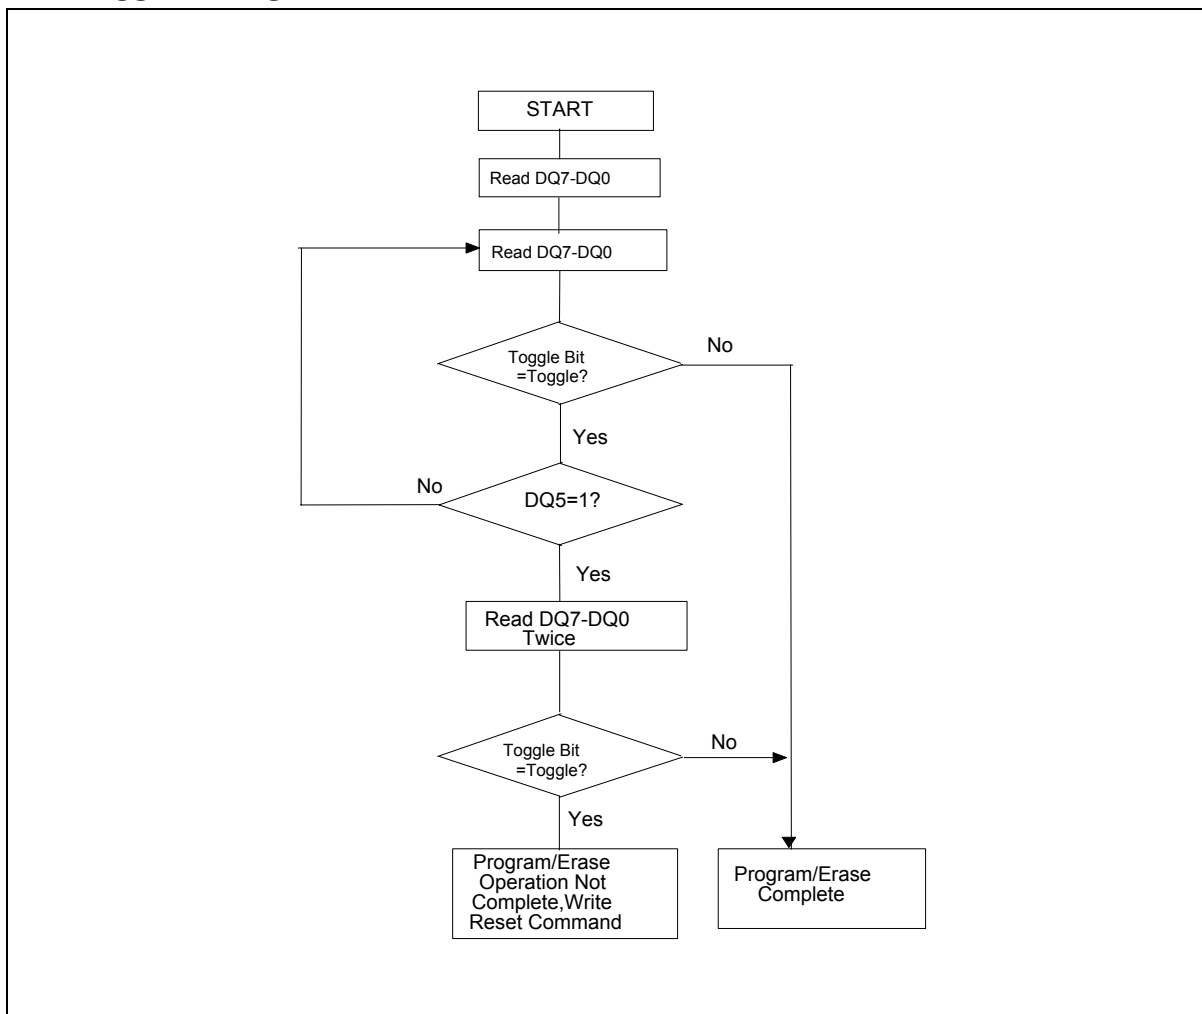 START
Read DQ7-DQ0
Read DQ7-DQ0
Toggle Bit
=Toggle?
No
Yes
No
DQ5=1?
Yes
Read DQ7-DQ0
Twice
Toggle Bit
=Toggle?
No
Yes
Program/Erase
Operation Not
Complete,Write
Reset Command
Program/Erase
Complete